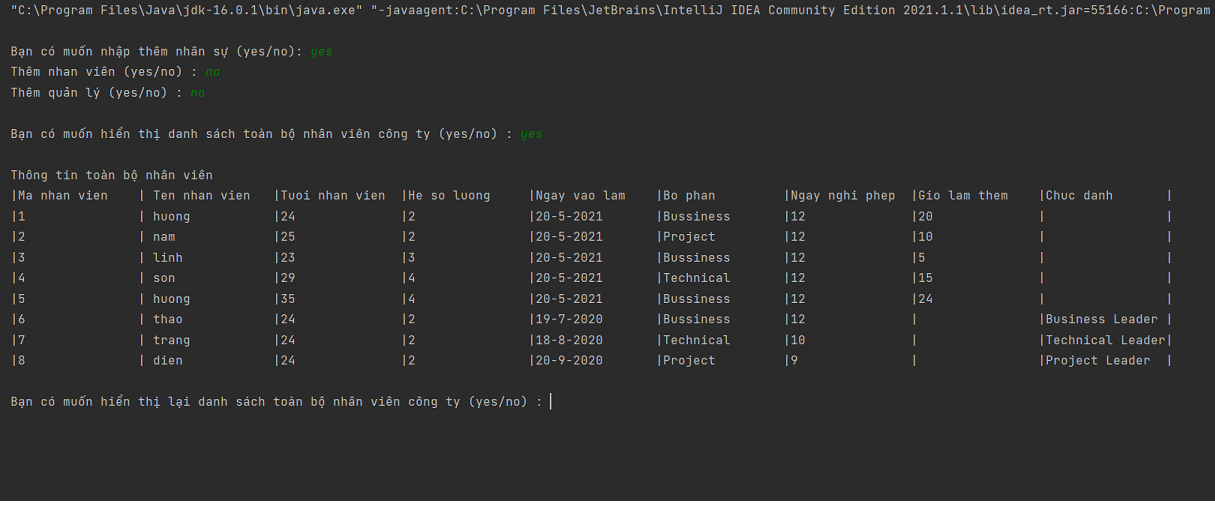 "C:\Program Files\Java\jdk-16.0.1\bin\java.exe" "-javaagent:C:\Program Files\JetBrains\IntelliJ IDEA Community Edition 2021.1.1\lib\idea_rt.jar=55166:C:\Program
Bạn có muốn nhập thêm nhân sự (yes/no): yes
Thêm nhan viên (yes/no) : no
Thêm quản lý (yes/no) : no
Bạn có muốn hiển thị danh sách toàn bộ nhân viên công ty (yes/no) : yes
Thông tin toàn bộ nhân viên
|Ma nhan vien    | Ten nhan vien   |Tuoi nhan vien  |He so luong     |Ngay vao lam    |Bo phan         |Ngay nghi phep  |Gio lam them    |Chuc danh       |
|1               | huong           |24              |2               |20-5-2021       |Bussiness       |12              |20              |                |
|2               | nam             |25              |2               |20-5-2021       |Project         |12              |10              |                |
|3               | linh            |23              |3               |20-5-2021       |Bussiness       |12              |5               |                |
|4               | son             |29              |4               |20-5-2021       |Technical       |12              |15              |                |
|5               | huong           |35              |4               |20-5-2021       |Bussiness       |12              |24              |                |
|6               | thao            |24              |2               |19-7-2020       |Bussiness       |12              |                |Business Leader |
|7               | trang           |24              |2               |18-8-2020       |Technical       |10              |                |Technical Leader|
|8               | dien            |24              |2               |20-9-2020       |Project         |9               |                |Project Leader  |
Bạn có muốn hiển thị lại danh sách toàn bộ nhân viên công ty (yes/no) :